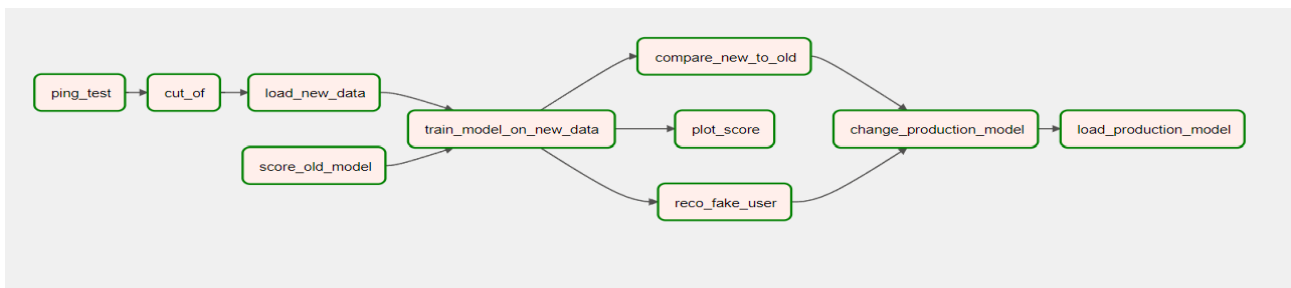 ping_test
cut_of
load_new_data
score_old_model
train_model_on_new_data
compare_new_to_old
plot_score
reco_fake_user
change_production_model
load_production_model